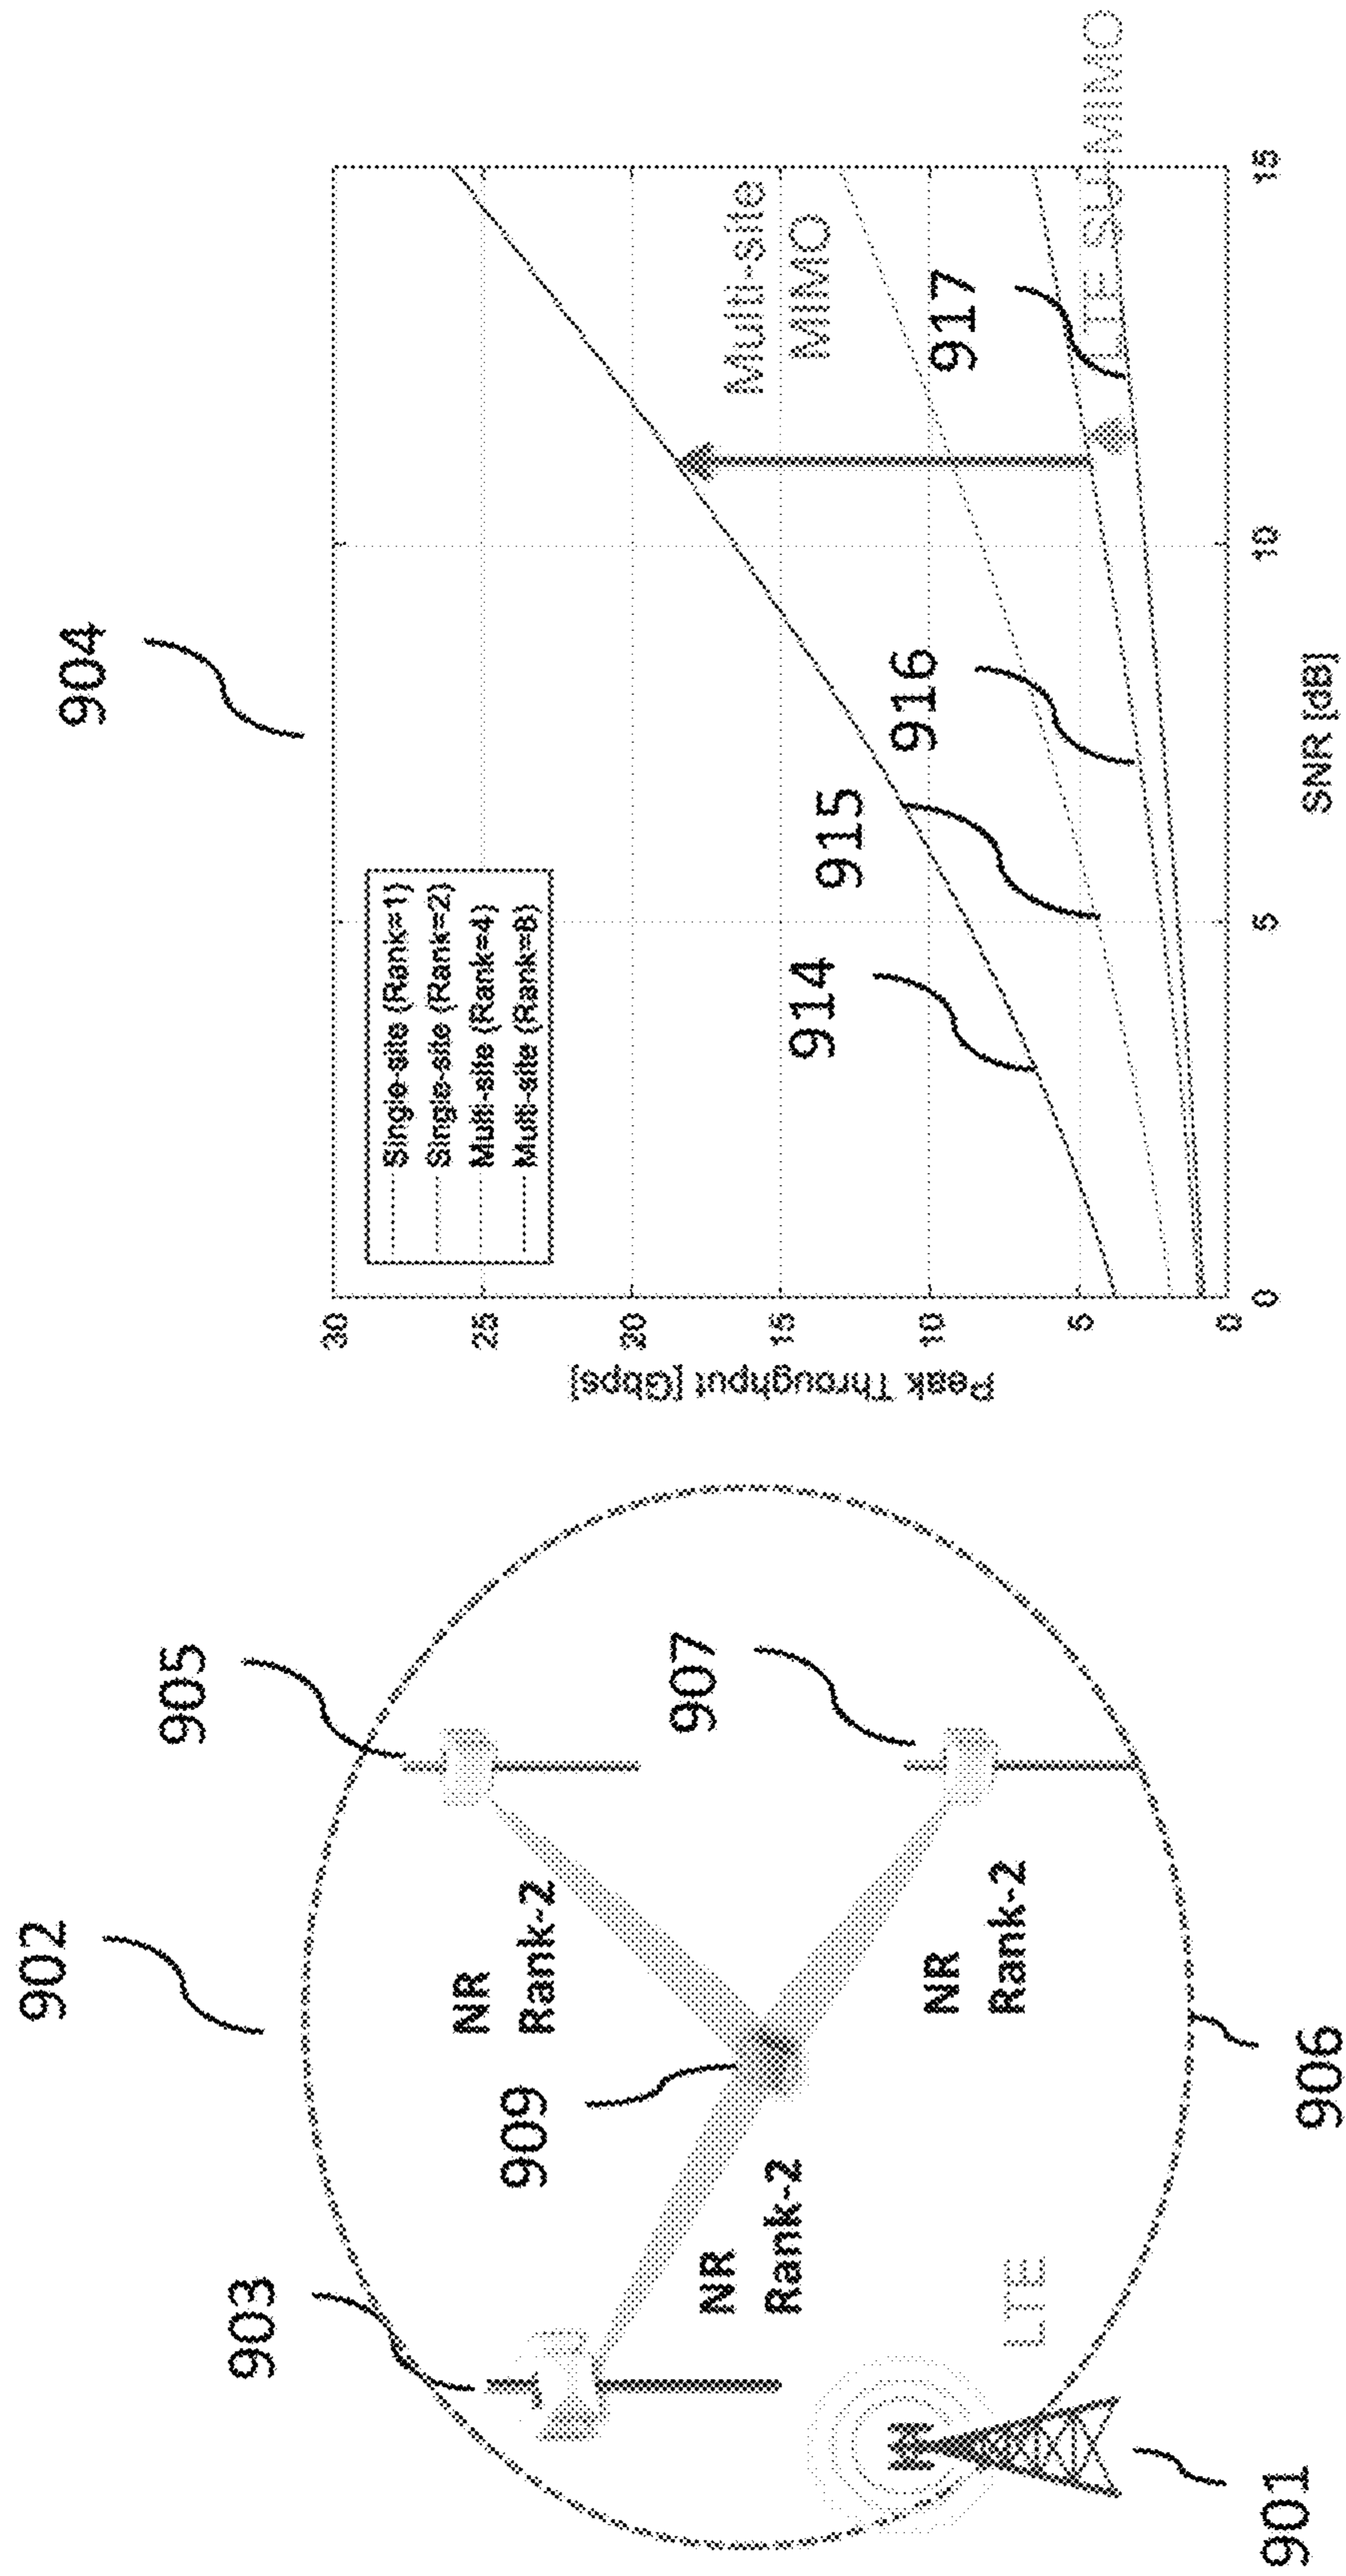 902
903
905
909
NR
Rank-2
NR
Rank-2
907
NR
Rank-2
LTE
901
906
904
30
25
20
15
10
5
0
Peak Throughput [Gbps]
Single-site (Rank=1)
Single-site (Rank=2)
Multi-site (Rank=4)
Multi-site (Rank=8)
914
915
916
917
Multi-site
MIMO
LTE SU-MIMO
0
5
10
15
SNR [dB]